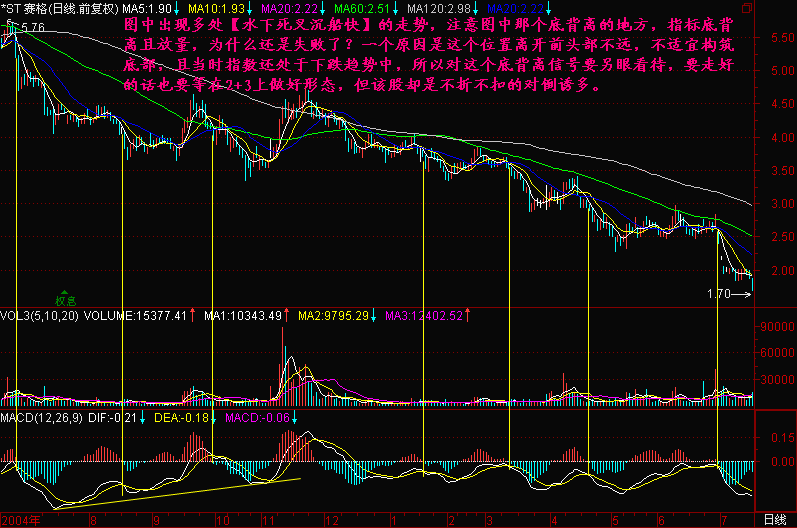 *ST赛格(日线.前复权) MA5:1.90↓ MA10:1.93↓ MA20:2.22↓ MA60:2.51↓ MA120:2.98↓ MA20:2.22↓
图中出现多处【水下死叉沉船快】的走势，注意图中那个底背离的地方，指标底背
离且放量，为什么还是失败了？一个原因是这个位置离开前头部不远，不适宜构筑
底部，且当时指数还处于下跌趋势中，所以对这个底背离信号要另眼看待，要走好
的话也要等在2+3上做好形态，但该股却是不折不扣的对倒诱多。
5.76
5.50
5.00
4.50
4.00
3.50
3.00
2.50
2.00
1.70
权息
VOL3(5,10,20) VOLUME:15377.41↑ MA1:10343.49↑ MA2:9795.29↓ MA3:12402.52↑
90000
60000
30000
MACD(12,26,9) DIF:-0.21↓ DEA:-0.18↓ MACD:-0.06↓
0.15
0.00
2004年 8 9 10 11 12 1 2 3 4 5 6 7 日线